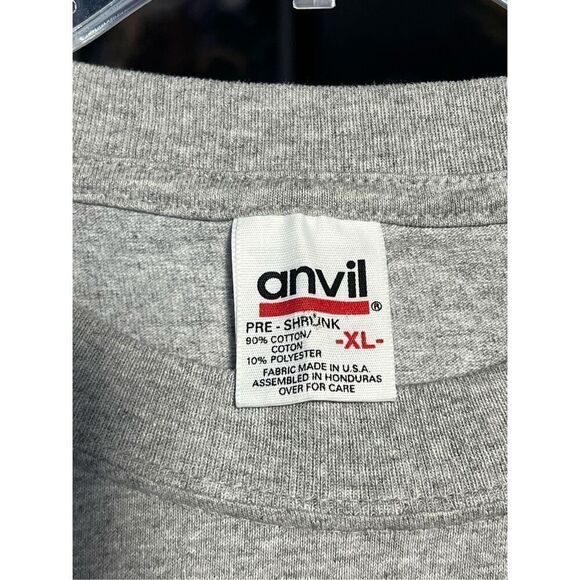 anvil®
PRE-SHRUNK
90% COTTON/
COTON
10% POLYESTER
-XL-
FABRIC MADE IN U.S.A.
ASSEMBLED IN HONDURAS
OVER FOR CARE